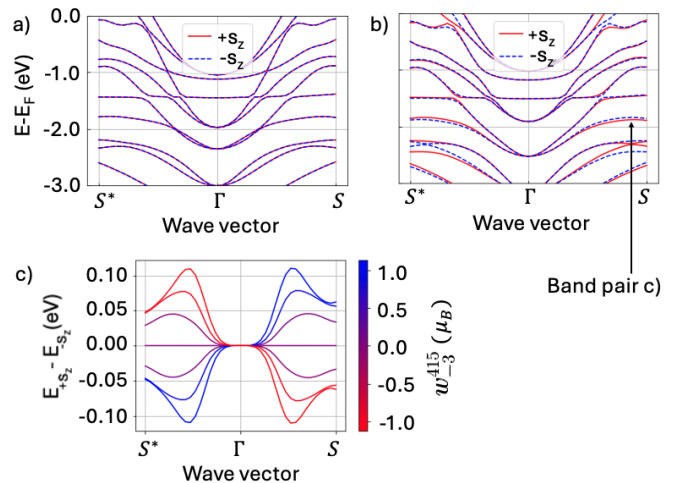 a)
0.0
-1.0
-2.0
-3.0
E-E_F (eV)
+s_z
-s_z
S*
Γ
S
Wave vector
b)
+s_z
-s_z
S*
Γ
S
Wave vector
Band pair c)
c)
0.10
0.05
0.00
-0.05
-0.10
E_{+s_z} - E_{-s_z} (eV)
S*
Γ
S
Wave vector
1.0
0.5
0.0
-0.5
-1.0
w^{415}_{-3} (μ_B)